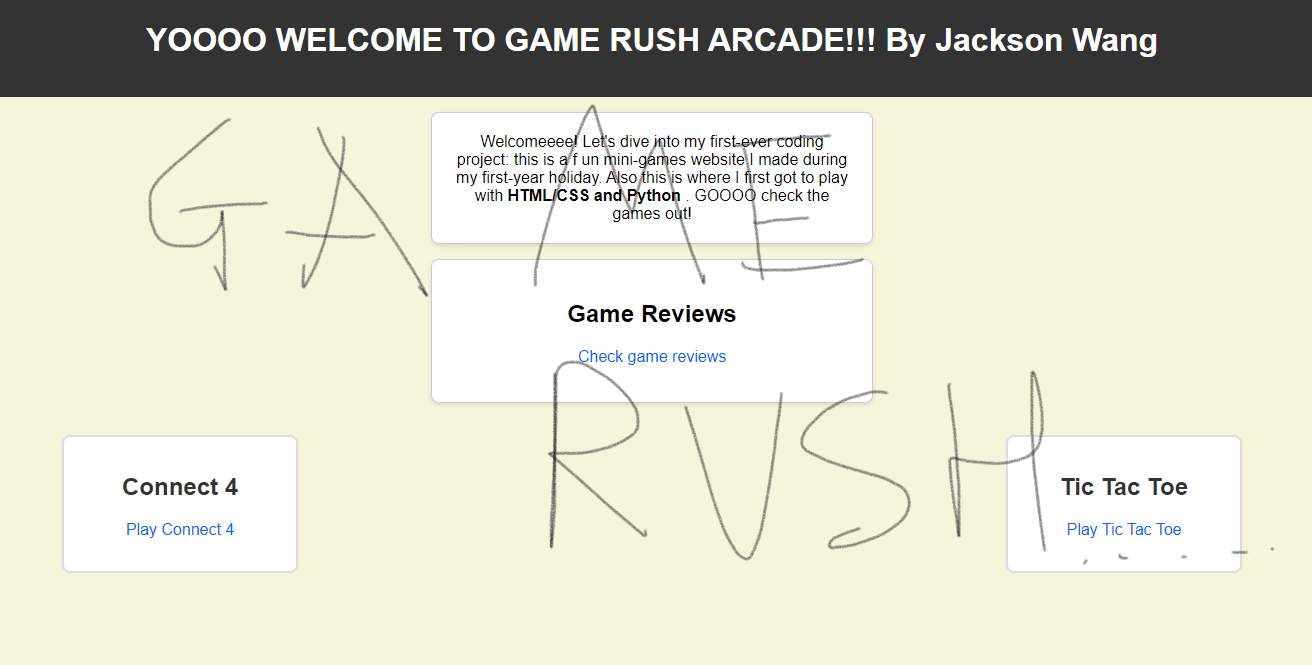 YOOOO WELCOME TO GAME RUSH ARCADE!!! By Jackson Wang
Welcomeeee! Let's dive into my first-ever coding
project: this is a f un mini-games website I made during
my first-year holiday. Also this is where I first got to play
with HTML/CSS and Python . GOOOO check the
games out!
GAME
Game Reviews
Check game reviews
RUSH
Connect 4
Play Connect 4
Tic Tac Toe
Play Tic Tac Toe